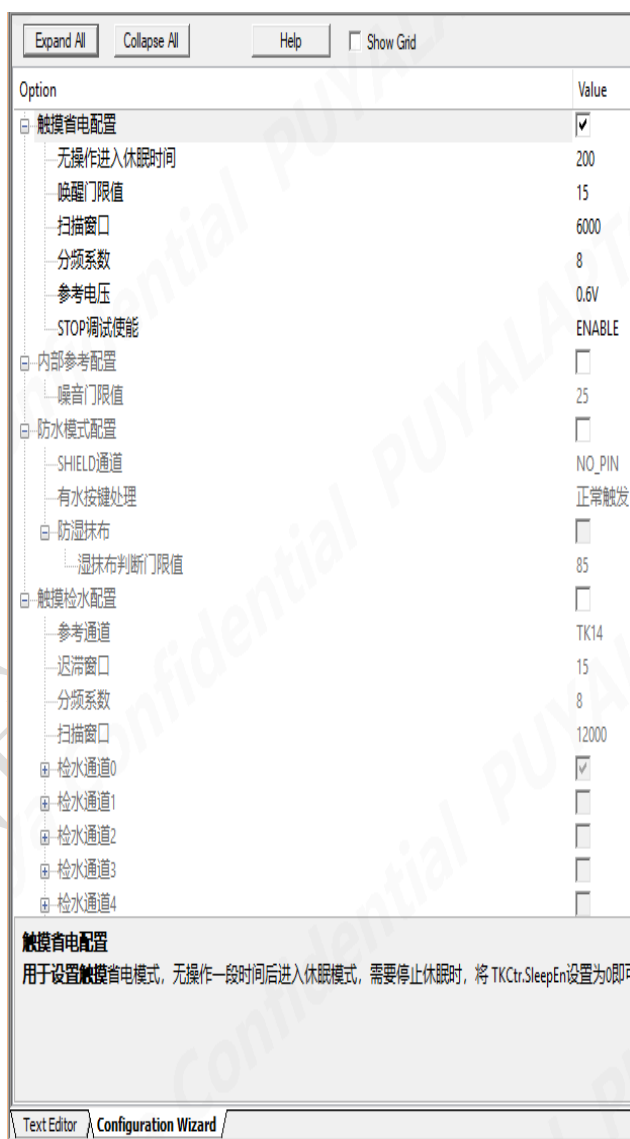 Expand All Collapse All Help Show Grid
Option Value
触摸省电配置
无操作进入休眠时间 200
唤醒门限值 15
扫描窗口 6000
分频系数 8
参考电压 0.6V
STOP调试使能 ENABLE
内部参考配置
噪音门限值 25
防水模式配置
SHIELD通道 NO_PIN
有水按键处理 正常触发
防湿抹布
湿抹布判断门限值 85
触摸检水配置
参考通道 TK14
迟滞窗口 15
分频系数 8
扫描窗口 12000
检水通道0
检水通道1
检水通道2
检水通道3
检水通道4
触摸省电配置
用于设置触摸省电模式，无操作一段时间后进入休眠模式，需要停止休眠时，将 TKCtr.SleepEn设置为0即可
Text Editor Configuration Wizard